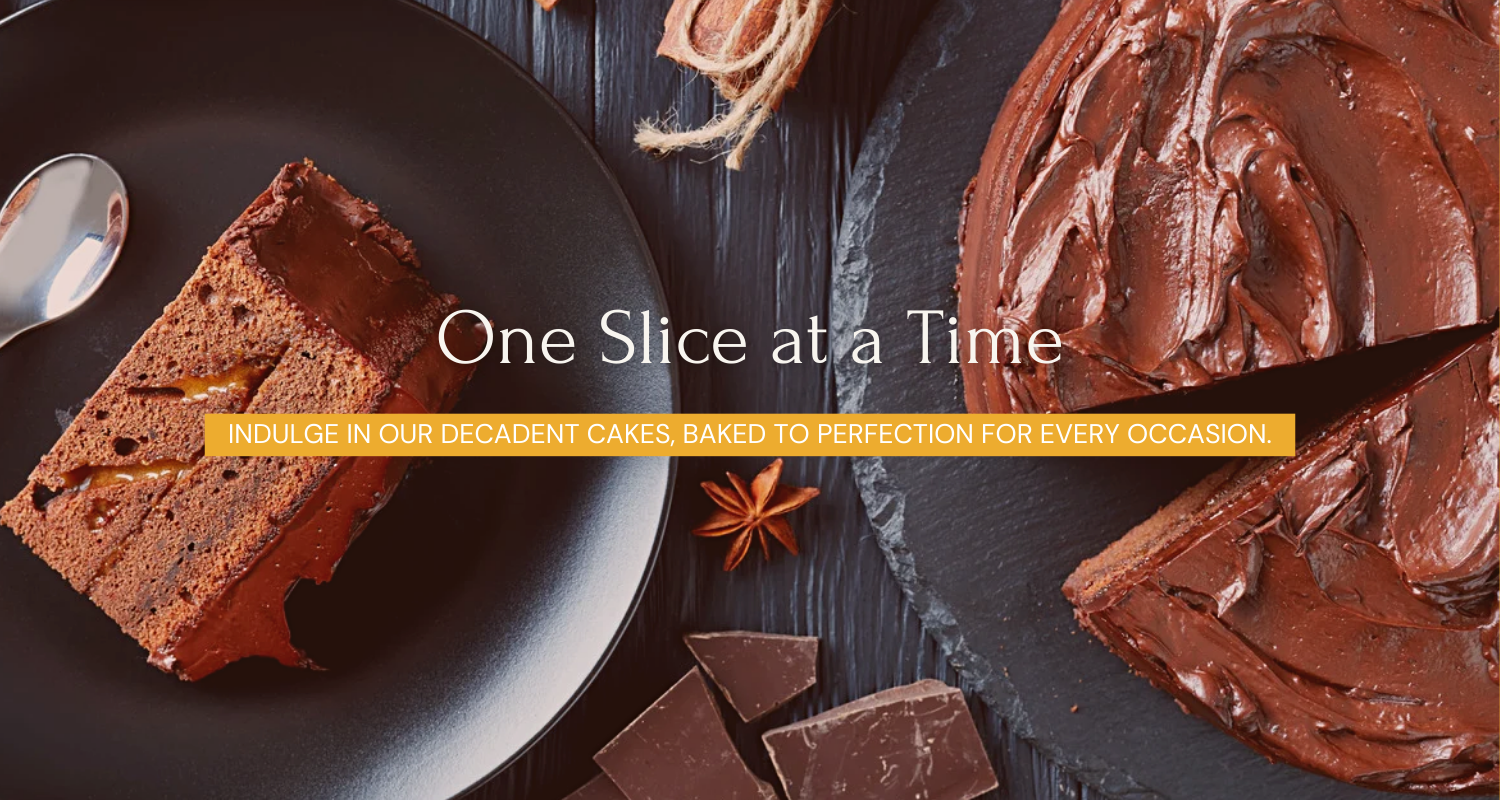 One Slice at a Time
INDULGE IN OUR DECADENT CAKES, BAKED TO PERFECTION FOR EVERY OCCASION.